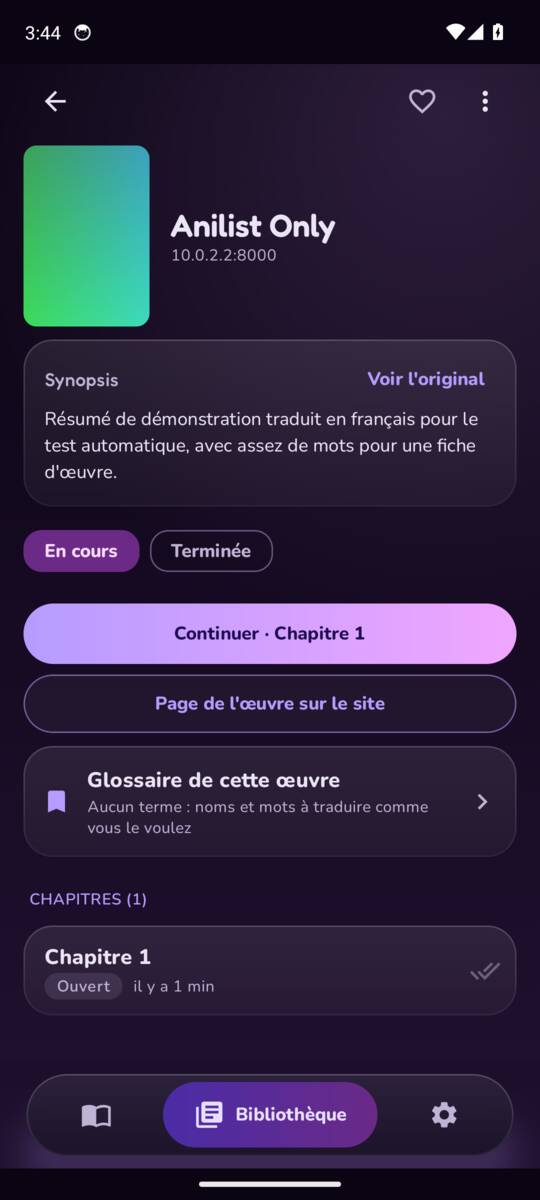 3:44
Anilist Only
10.0.2.2:8000
Synopsis
Voir l'original
Résumé de démonstration traduit en français pour le
test automatique, avec assez de mots pour une fiche
d'œuvre.
En cours
Terminée
Continuer · Chapitre 1
Page de l'œuvre sur le site
Glossaire de cette œuvre
Aucun terme : noms et mots à traduire comme
vous le voulez
CHAPITRES (1)
Chapitre 1
Ouvert
il y a 1 min
Bibliothèque